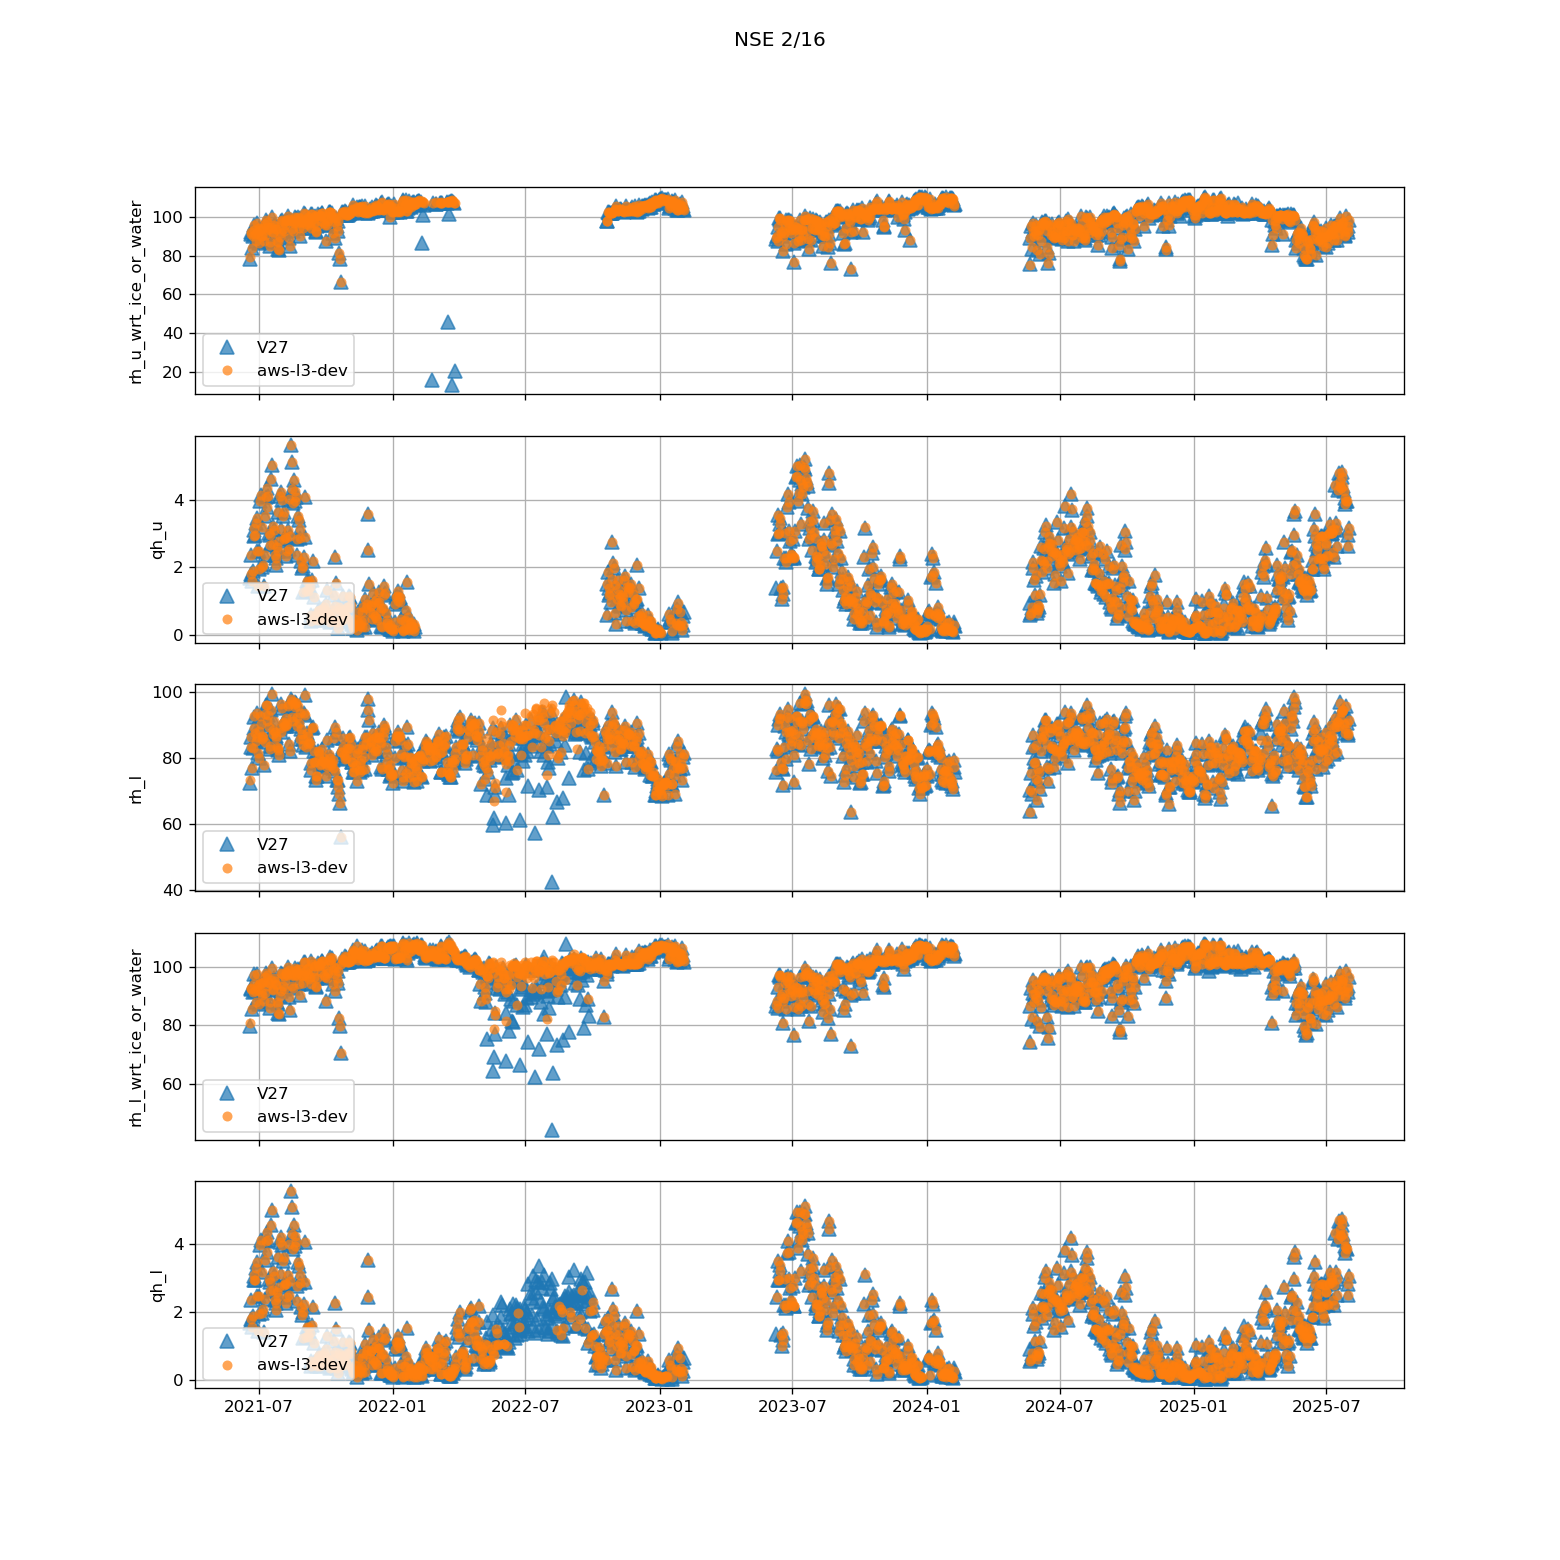 NSE 2/16
rh_u_wrt_ice_or_water
100
80
60
40
20
V27
aws-l3-dev
qh_u
4
2
0
V27
aws-l3-dev
rh_l
100
80
60
40
V27
aws-l3-dev
rh_l_wrt_ice_or_water
100
80
60
V27
aws-l3-dev
qh_l
4
2
0
V27
aws-l3-dev
2021-07
2022-01
2022-07
2023-01
2023-07
2024-01
2024-07
2025-01
2025-07